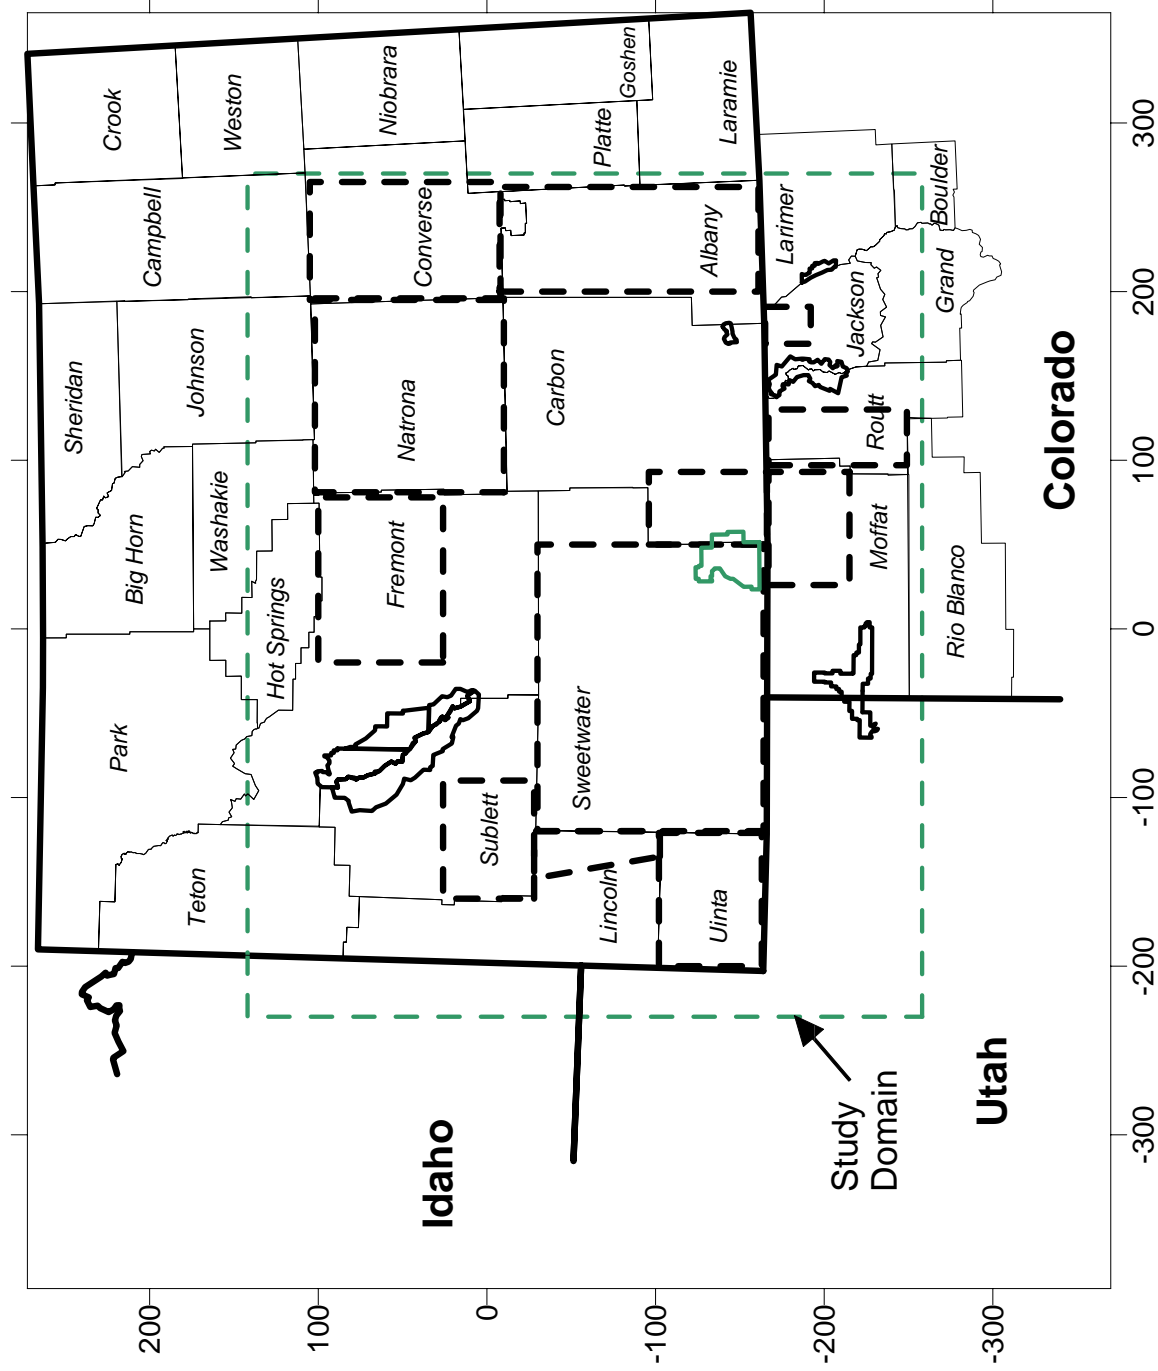 Crook
Weston
Niobrara
Goshen
Platte
Laramie
Campbell
Converse
Albany
Larimer
Boulder
Sheridan
Johnson
Natrona
Carbon
Jackson
Grand
Big Horn
Washakie
Hot Springs
Fremont
Routt
Moffat
Rio Blanco
Park
Sweetwater
Teton
Sublett
Lincoln
Uinta
Idaho
Utah
Colorado
Study
Domain
200
100
0
-100
-200
-300
-300
-200
-100
0
100
200
300